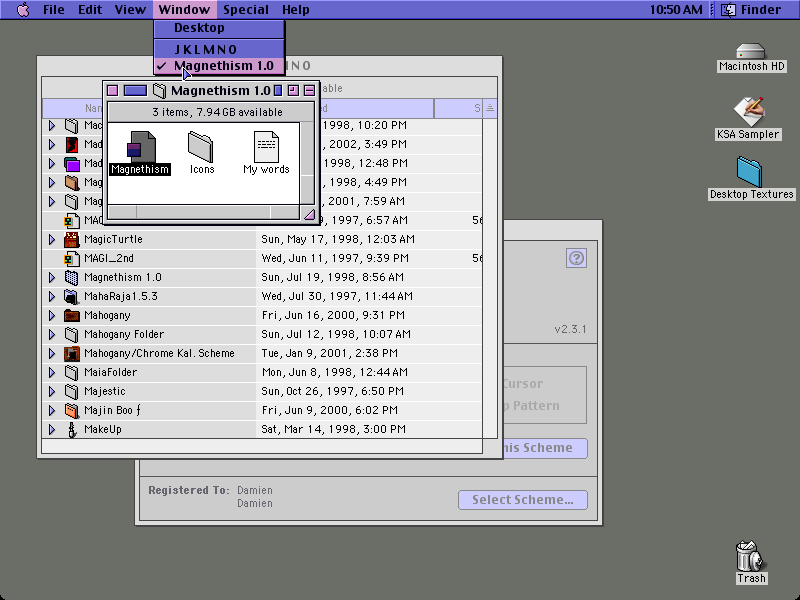 File Edit View Window Special Help 10:50 AM Finder
Desktop
J K L M N O
✓ Magnethism 1.0
N O
Magnethism 1.0
3 items, 7.94 GB available
Magnethism Icons My words
Macintosh HD
KSA Sampler
Desktop Textures
Trash
able
Nam ed S
Mac 1998, 10:20 PM
Mad , 2002, 3:49 PM
Mad 1998, 12:48 PM
Mag , 1998, 4:49 PM
Mag , 2001, 7:59 AM
MAG 9, 1997, 6:57 AM 56
MagicTurtle Sun, May 17, 1998, 12:03 AM
MAGI_2nd Wed, Jun 11, 1997, 9:39 PM 56
Magnethism 1.0 Sun, Jul 19, 1998, 8:56 AM
MahaRaja1.5.3 Wed, Jul 30, 1997, 11:44 AM
Mahogany Fri, Jun 16, 2000, 9:31 PM
Mahogany Folder Sun, Jul 12, 1998, 10:07 AM
Mahogany/Chrome Kal. Scheme Tue, Jan 9, 2001, 2:38 PM
MaiaFolder Mon, Jun 8, 1998, 12:44 AM
Majestic Sun, Oct 26, 1997, 6:50 PM
Majin Boo ƒ Fri, Jun 9, 2000, 6:02 PM
MakeUp Sat, Mar 14, 1998, 3:00 PM
v2.3.1
Cursor
p Pattern
his Scheme
Registered To: Damien
Damien
Select Scheme...